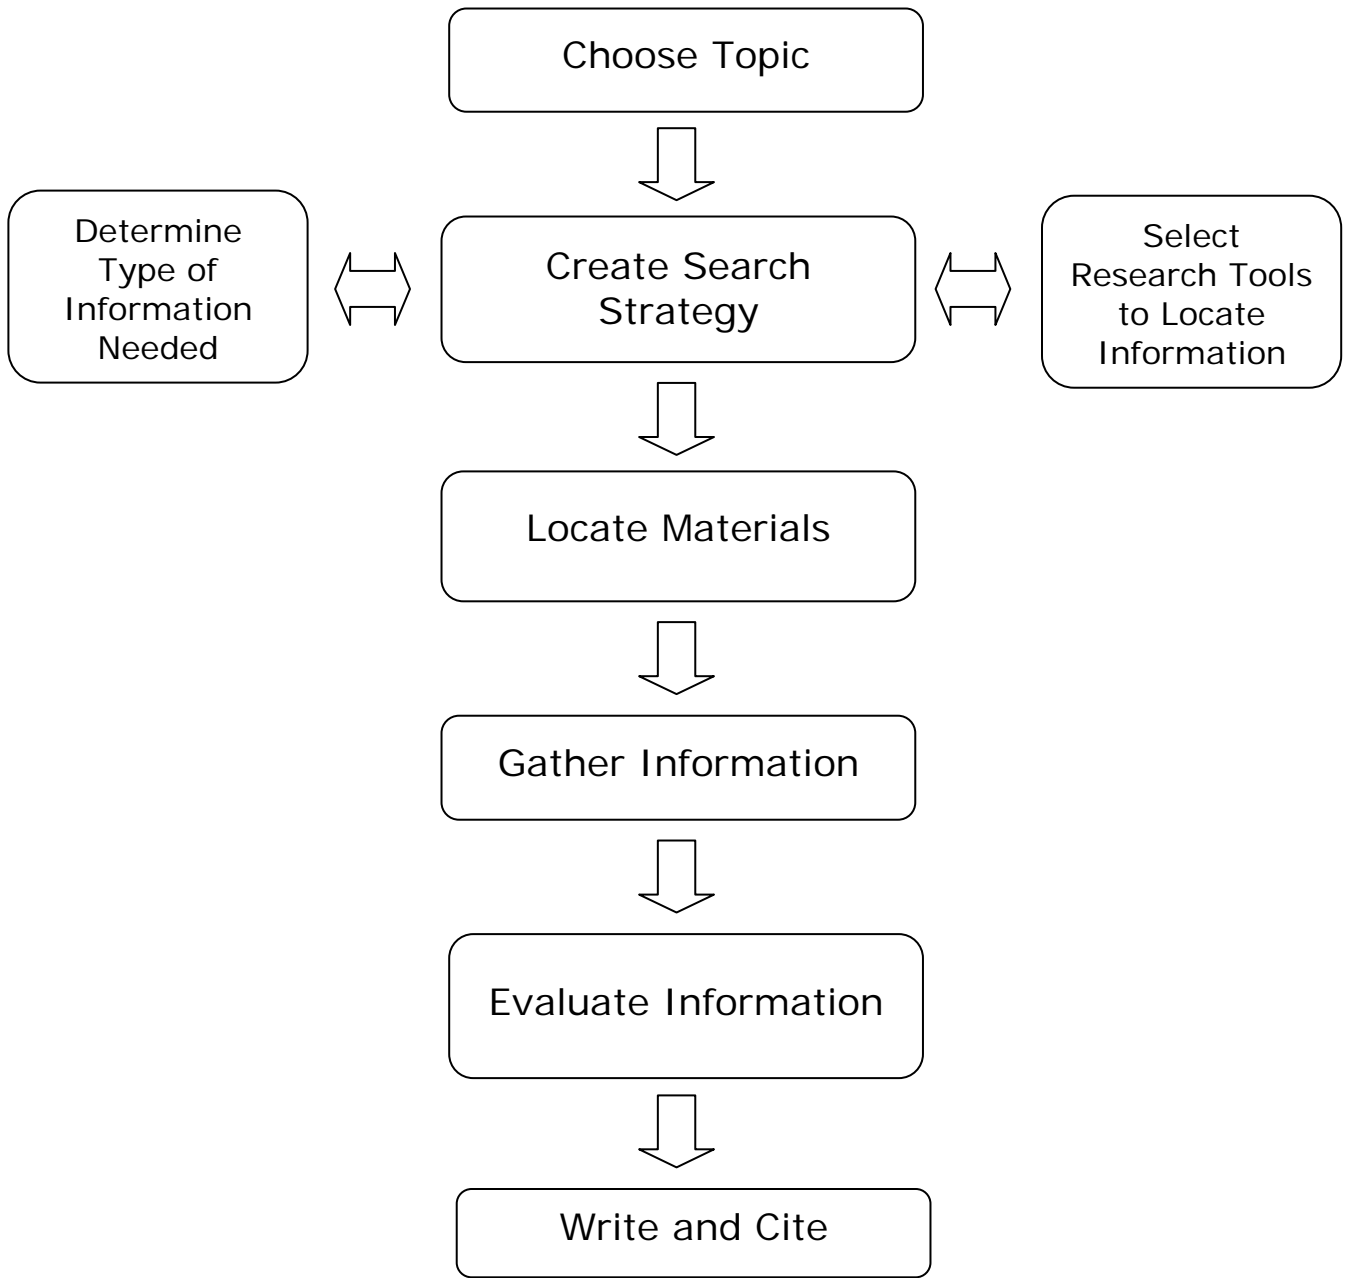 Choose Topic
Determine
Type of
Information
Needed
Create Search
Strategy
Select
Research Tools
to Locate
Information
Locate Materials
Gather Information
Evaluate Information
Write and Cite